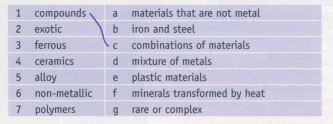 1 compounds a materials that are not metal
2 exotic b iron and steel
3 ferrous c combinations of materials
4 ceramics d mixture of metals
5 alloy e plastic materials
6 non-metallic f minerals transformed by heat
7 polymers g rare or complex